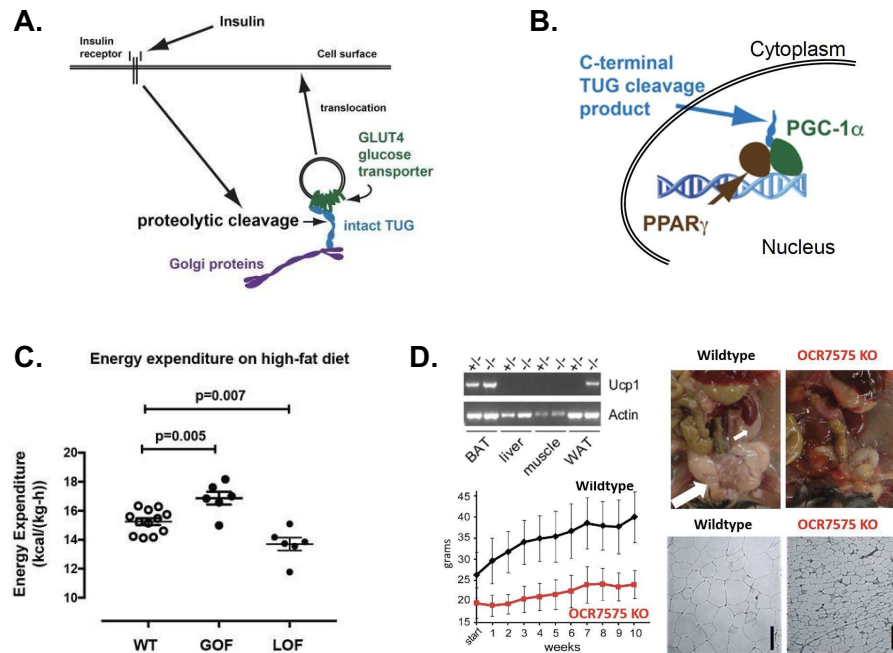 A.
Insulin
Insulin
receptor
Cell surface
translocation
GLUT4
glucose
transporter
proteolytic cleavage
intact TUG
Golgi proteins
B.
Cytoplasm
C-terminal
TUG cleavage
product
PGC-1α
PPARγ
Nucleus
C.
Energy expenditure on high-fat diet
p=0.007
p=0.005
Energy Expenditure
(kcal/(kg-h)
20
18
16
14
12
10
WT GOF LOF
D.
+/- -/- +/- -/- +/- -/- +/- -/-
Ucp1
Actin
BAT liver muscle WAT
Wildtype
OCR7575 KO
grams
45
40
35
30
25
20
15
start 1 2 3 4 5 6 7 8 9 10
weeks
Wildtype OCR7575 KO
Wildtype OCR7575 KO